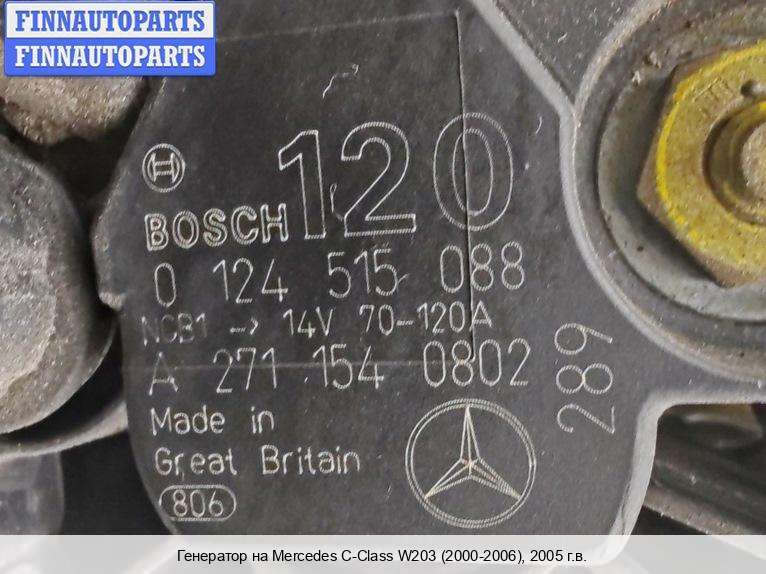 FINNAUTOPARTS
FINNAUTOPARTS
120
BOSCH
0 124 515 088
NCB1 -> 14V 70-120A
A 271 154 0802
289
Made in
Great Britain
806
Генератор на Mercedes C-Class W203 (2000-2006), 2005 г.в.